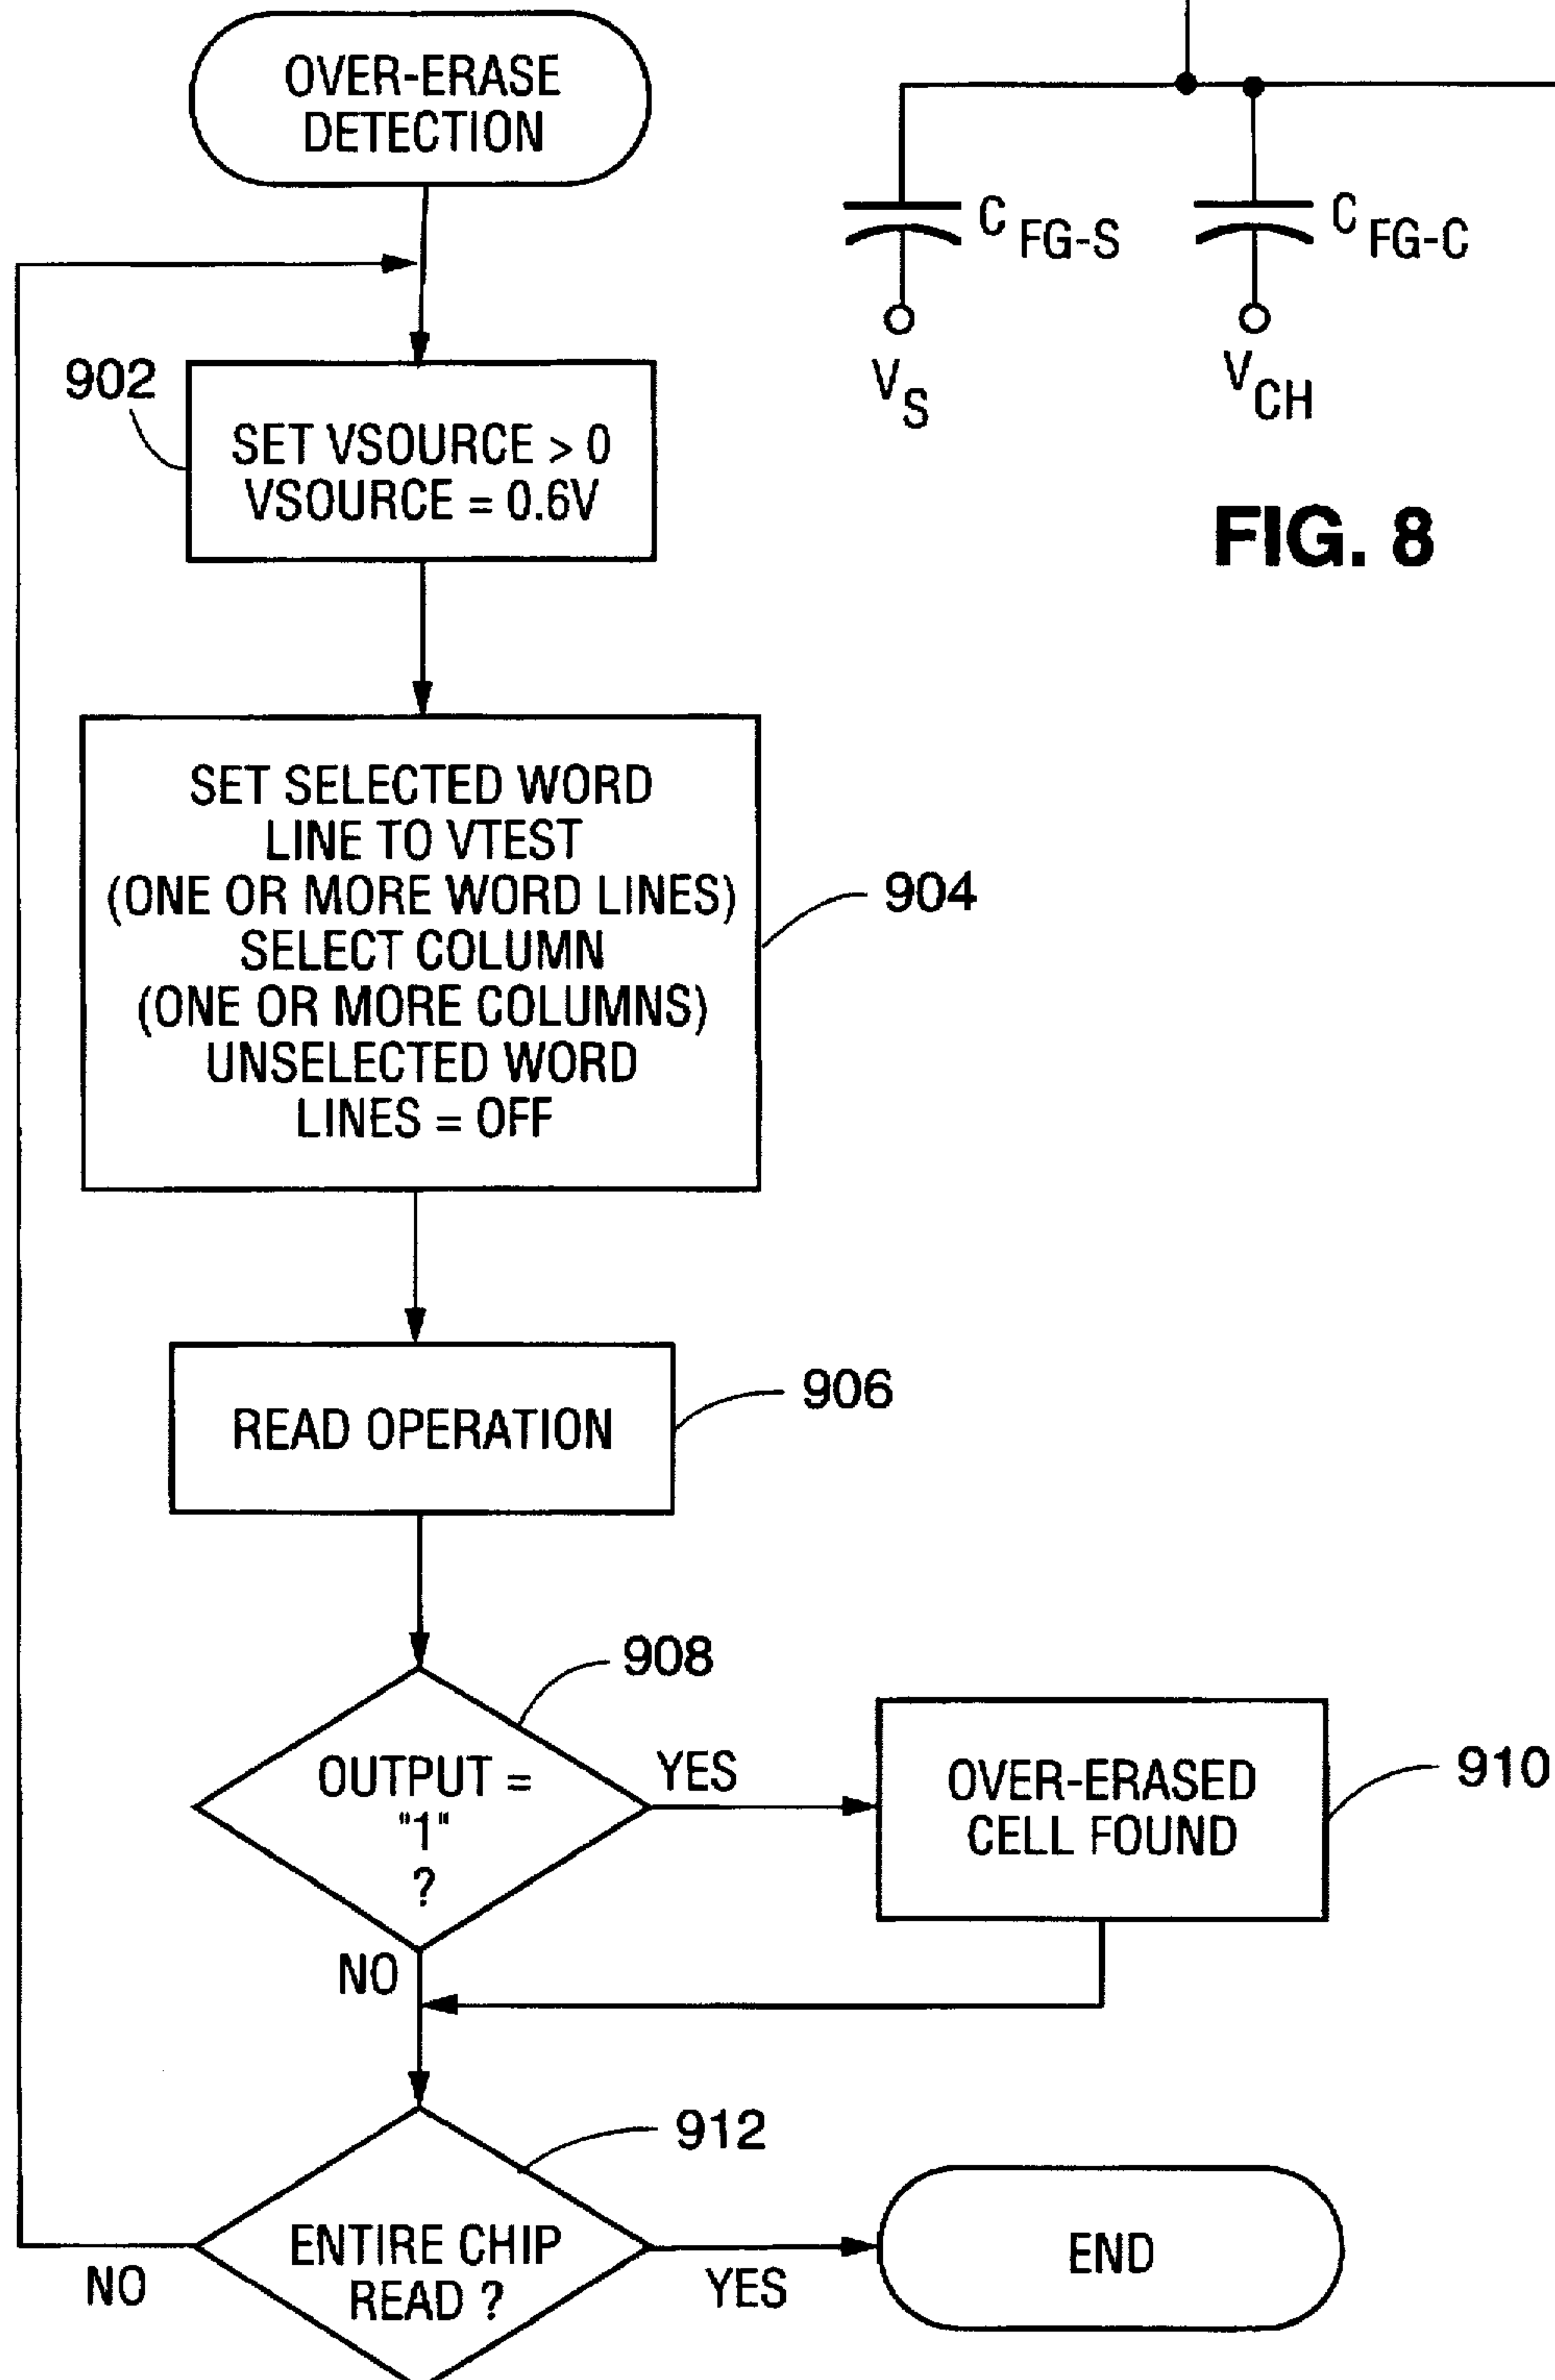 OVER-ERASE
DETECTION
C FG-S
C FG-C
V S
V CH
FIG. 8
902
SET VSOURCE > 0
VSOURCE = 0.6V
SET SELECTED WORD
LINE TO VTEST
(ONE OR MORE WORD LINES)
SELECT COLUMN
(ONE OR MORE COLUMNS)
UNSELECTED WORD
LINES = OFF
904
READ OPERATION
906
908
OUTPUT =
"1"
?
YES
NO
OVER-ERASED
CELL FOUND
910
912
ENTIRE CHIP
READ ?
NO
YES
END